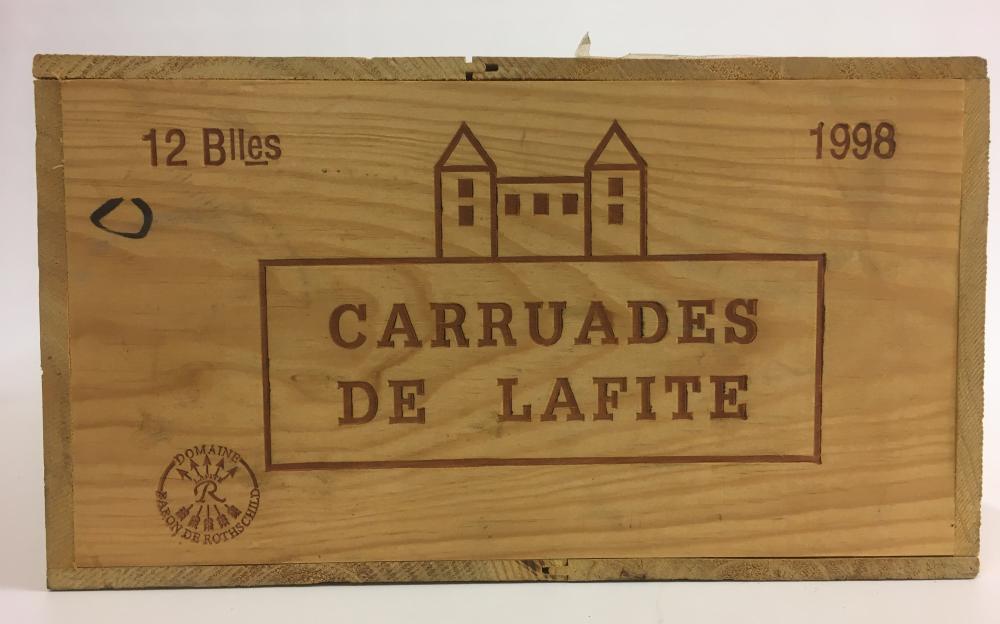 12 Blles
1998
CARRUADES
DE LAFITE
DOMAINE
R
BARON DE ROTHSCHILD